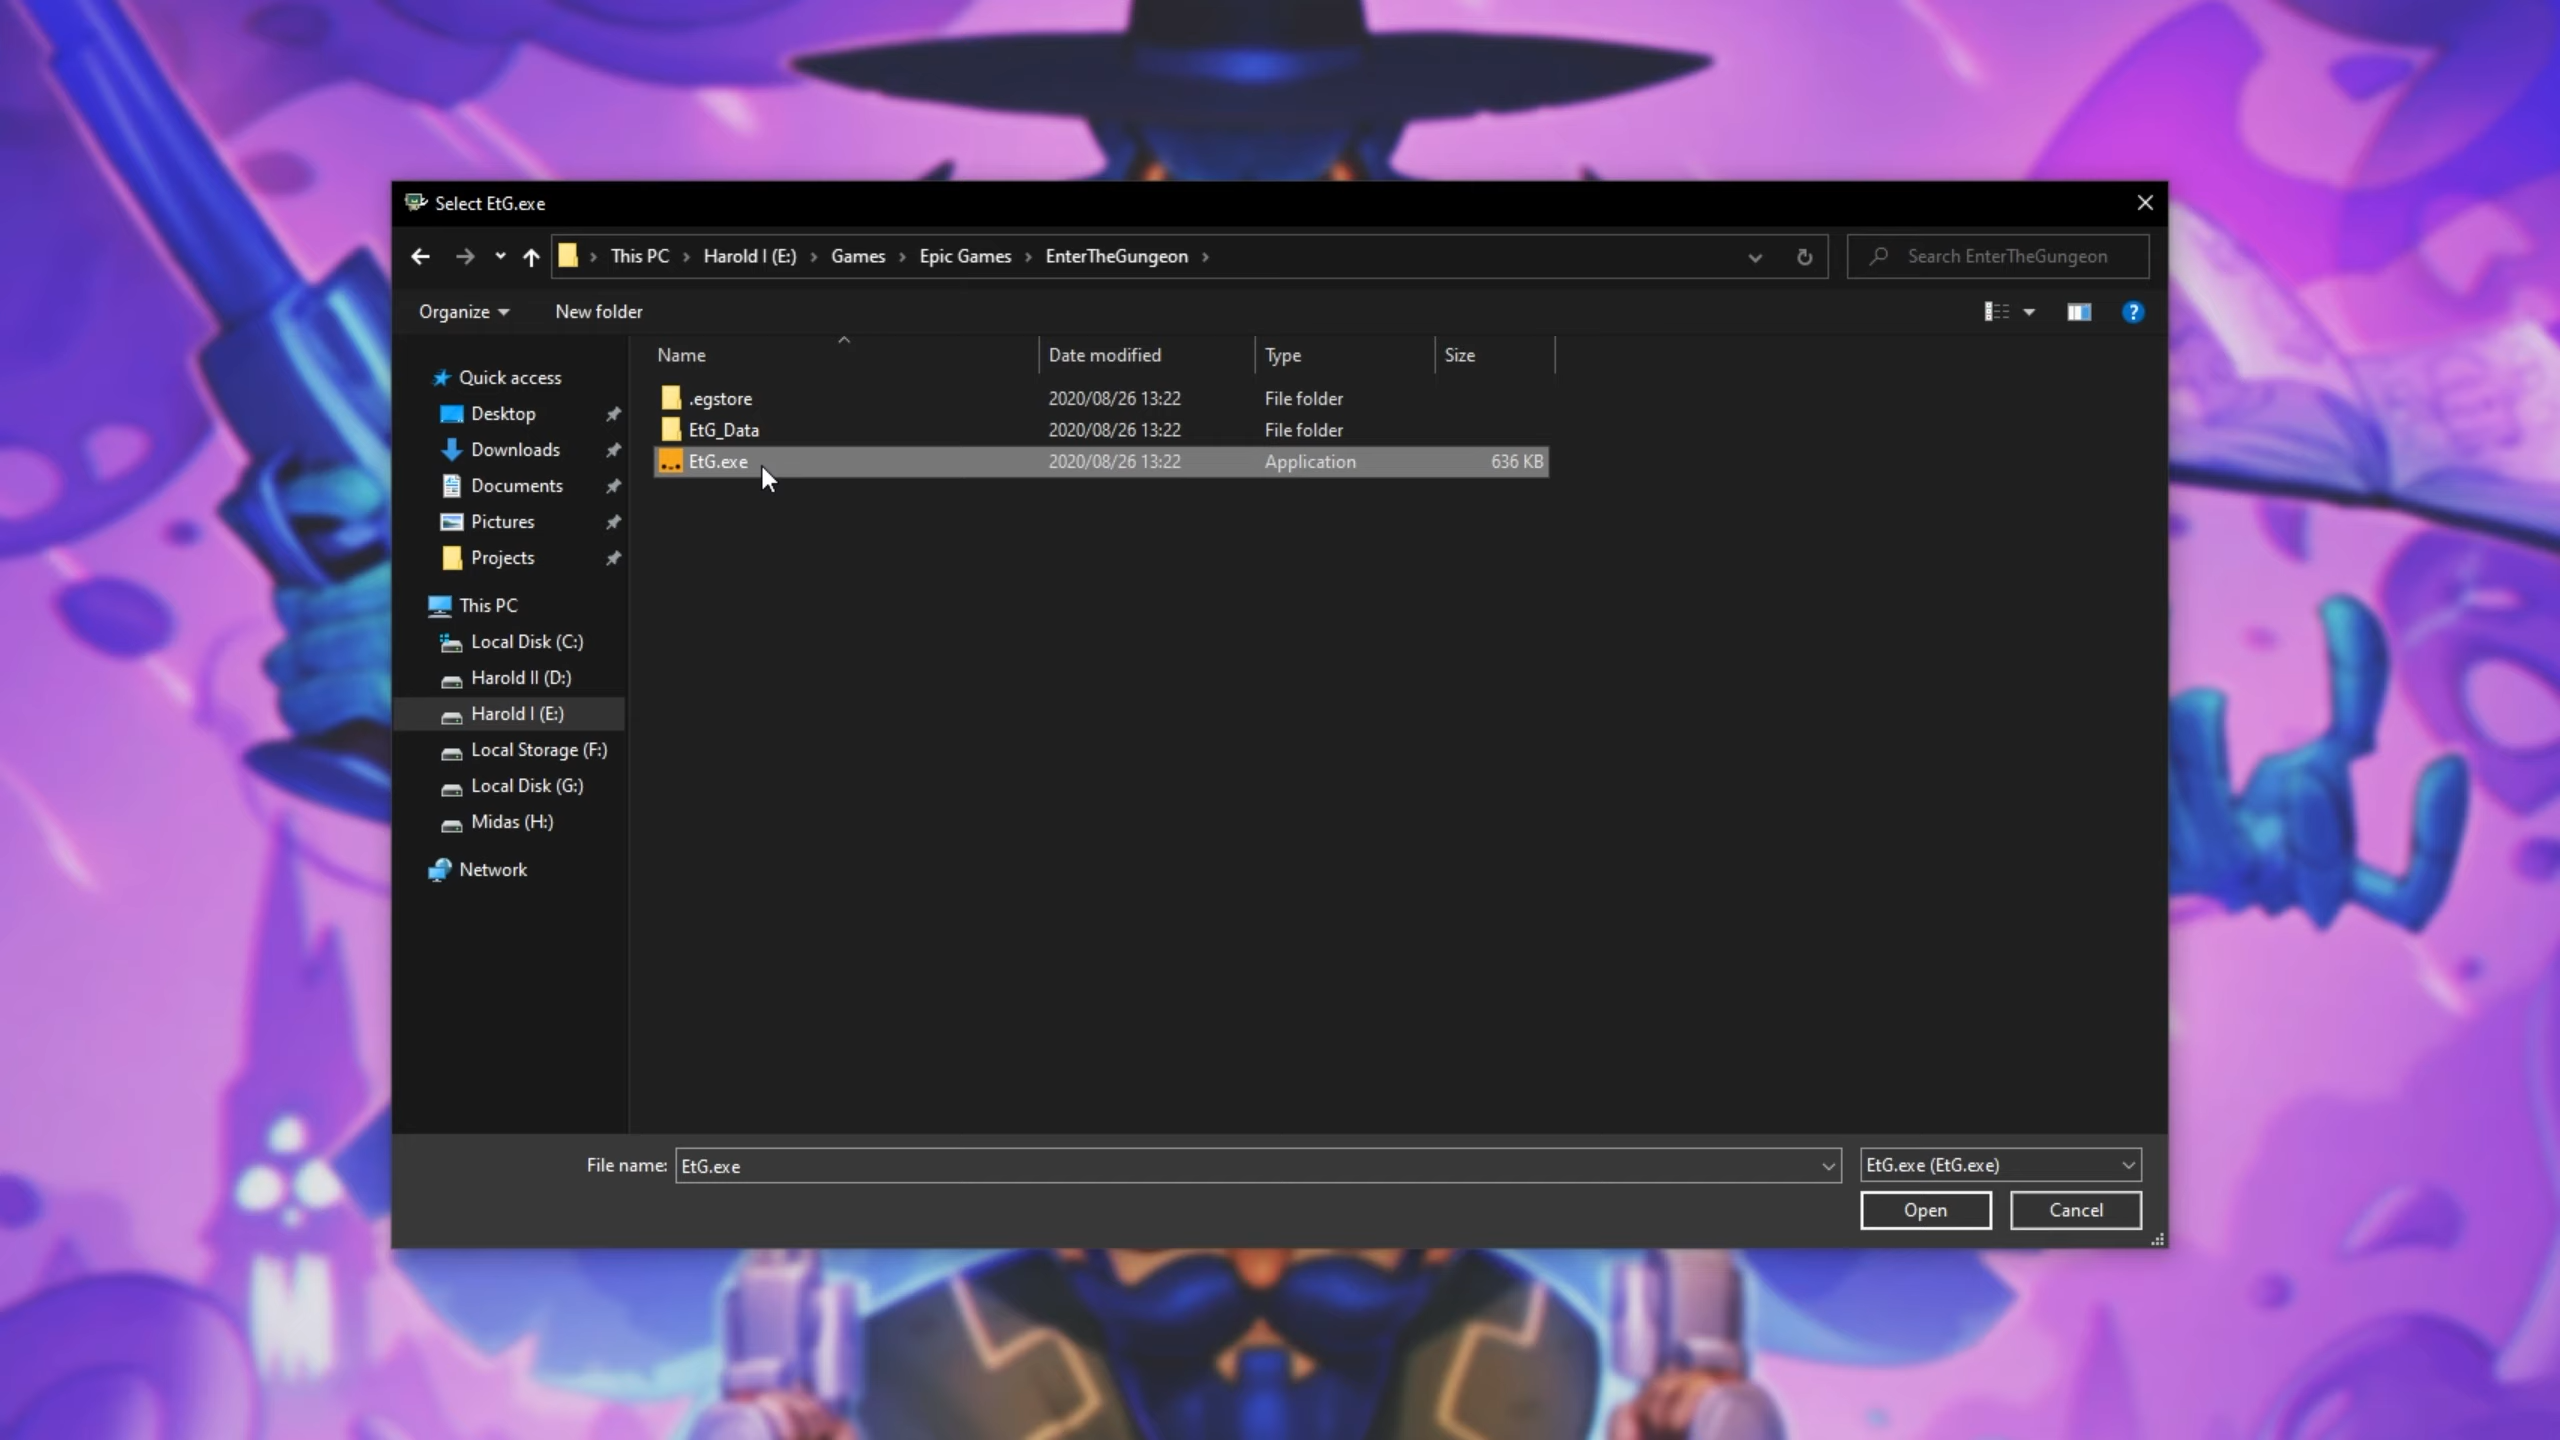 Select EtG.exe
This PC > Harold I (E:) > Games > Epic Games > EnterTheGungeon >
Search EnterTheGungeon
Organize
New folder
Name Date modified Type Size
Quick access
Desktop
Downloads
Documents
Pictures
Projects
This PC
Local Disk (C:)
Harold II (D:)
Harold I (E:)
Local Storage (F:)
Local Disk (G:)
Midas (H:)
Network
.egstore 2020/08/26 13:22 File folder
EtG_Data 2020/08/26 13:22 File folder
EtG.exe 2020/08/26 13:22 Application 636 KB
File name: EtG.exe
EtG.exe (EtG.exe)
Open Cancel